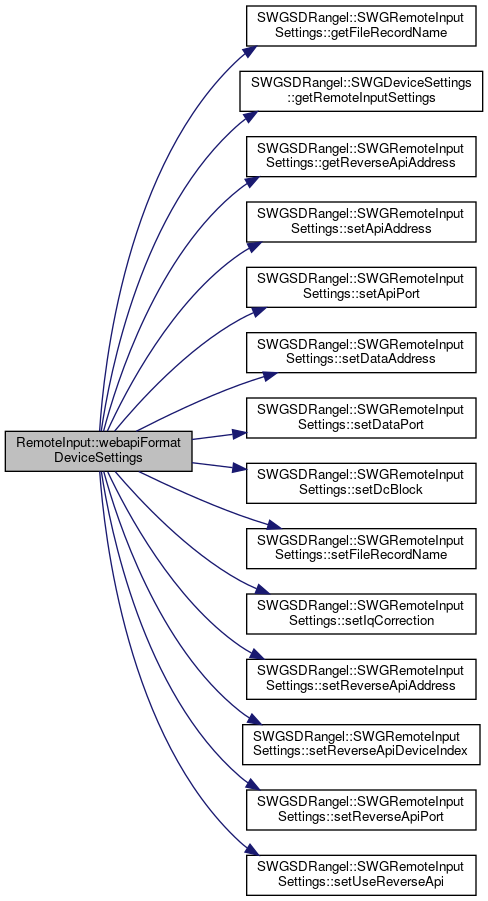 SWGSDRangel::SWGRemoteInput
Settings::getFileRecordName
SWGSDRangel::SWGDeviceSettings
::getRemoteInputSettings
SWGSDRangel::SWGRemoteInput
Settings::getReverseApiAddress
SWGSDRangel::SWGRemoteInput
Settings::setApiAddress
SWGSDRangel::SWGRemoteInput
Settings::setApiPort
SWGSDRangel::SWGRemoteInput
Settings::setDataAddress
SWGSDRangel::SWGRemoteInput
Settings::setDataPort
RemoteInput::webapiFormat
DeviceSettings
SWGSDRangel::SWGRemoteInput
Settings::setDcBlock
SWGSDRangel::SWGRemoteInput
Settings::setFileRecordName
SWGSDRangel::SWGRemoteInput
Settings::setIqCorrection
SWGSDRangel::SWGRemoteInput
Settings::setReverseApiAddress
SWGSDRangel::SWGRemoteInput
Settings::setReverseApiDeviceIndex
SWGSDRangel::SWGRemoteInput
Settings::setReverseApiPort
SWGSDRangel::SWGRemoteInput
Settings::setUseReverseApi